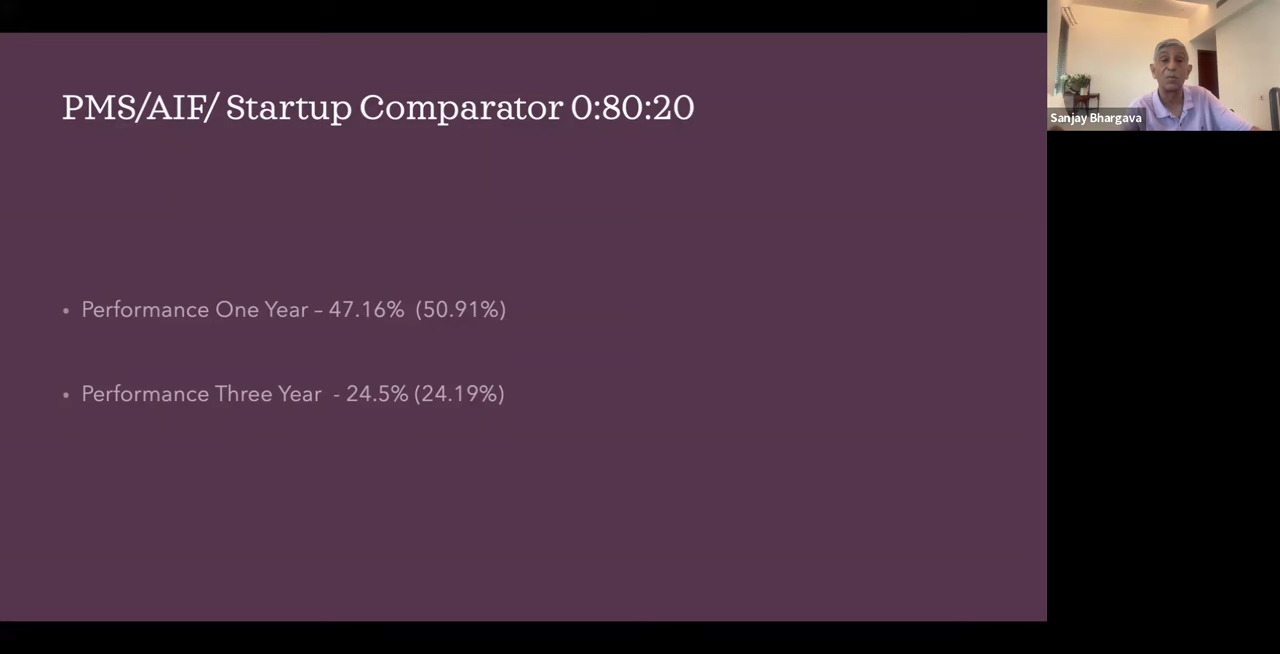 PMS/AIF/ Startup Comparator 0:80:20
Sanjay Bhargava
• Performance One Year – 47.16% (50.91%)
• Performance Three Year - 24.5% (24.19%)